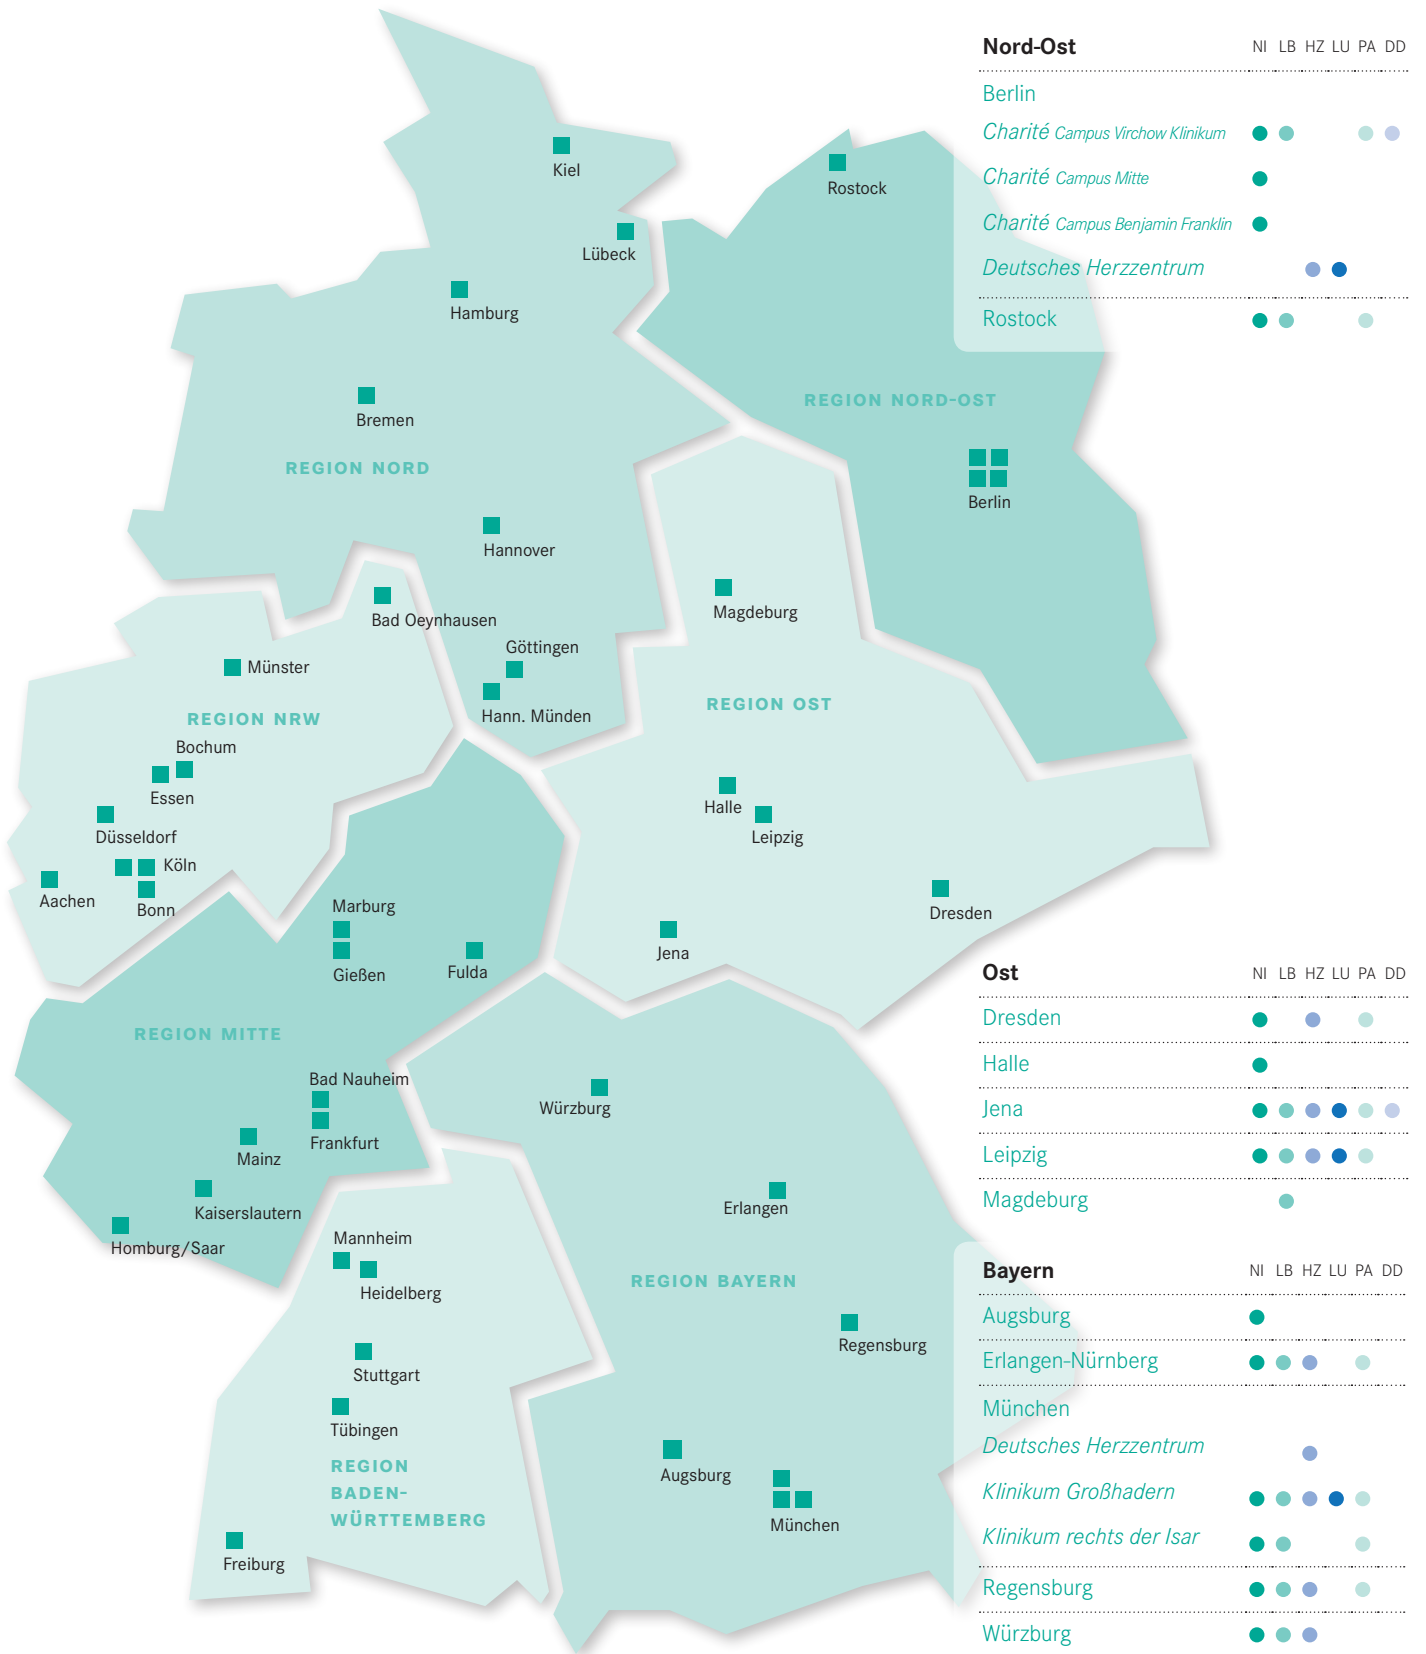 Kiel
Lübeck
Hamburg
Bremen
REGION NORD
Hannover
Göttingen
Hann. Münden
Rostock
REGION NORD-OST
Berlin
Bad Oeynhausen
Münster
REGION NRW
Bochum
Essen
Düsseldorf
Köln
Aachen
Bonn
Magdeburg
REGION OST
Halle
Leipzig
Dresden
Jena
Marburg
Gießen
Fulda
REGION MITTE
Bad Nauheim
Frankfurt
Mainz
Kaiserslautern
Homburg/Saar
Mannheim
Heidelberg
Stuttgart
Tübingen
REGION
BADEN-
WÜRTTEMBERG
Freiburg
Würzburg
Erlangen
REGION BAYERN
Regensburg
Augsburg
München
Nord-Ost NI LB HZ LU PA DD
Berlin
Charité Campus Virchow Klinikum
Charité Campus Mitte
Charité Campus Benjamin Franklin
Deutsches Herzzentrum
Rostock
Ost NI LB HZ LU PA DD
Dresden
Halle
Jena
Leipzig
Magdeburg
Bayern NI LB HZ LU PA DD
Augsburg
Erlangen-Nürnberg
München
Deutsches Herzzentrum
Klinikum Großhadern
Klinikum rechts der Isar
Regensburg
Würzburg